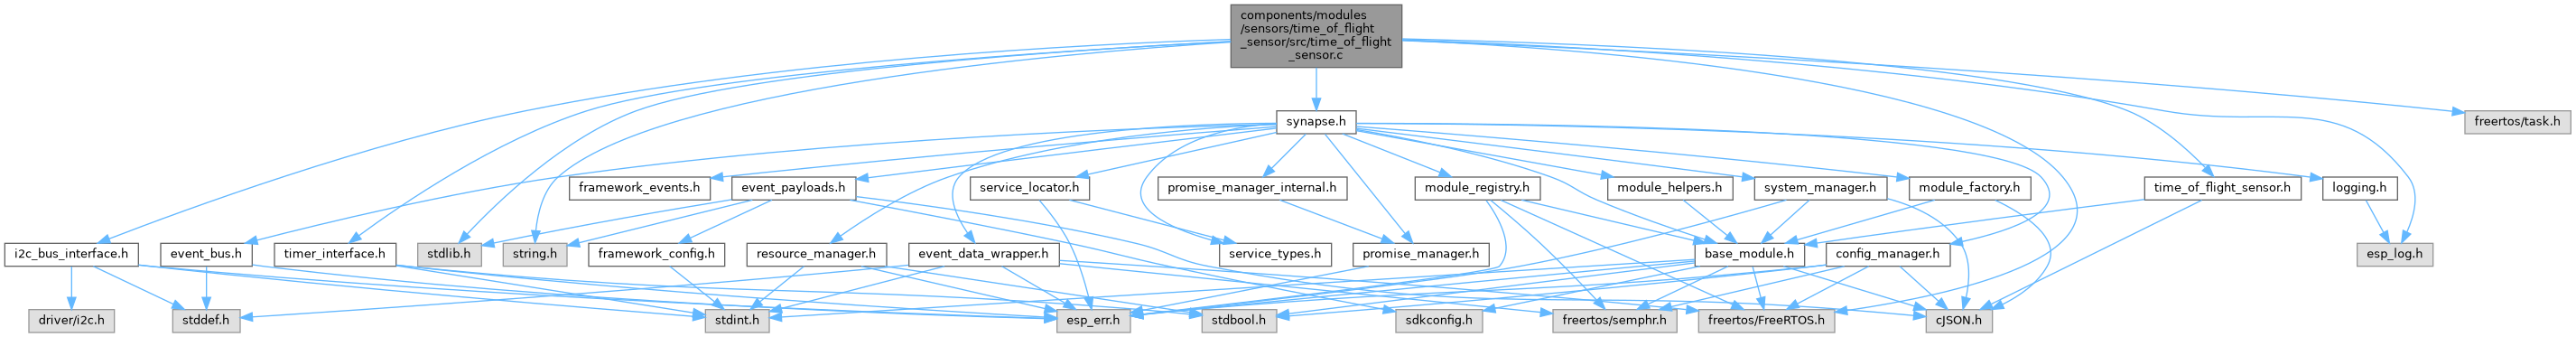 components/modules
/sensors/time_of_flight
_sensor/src/time_of_flight
_sensor.c
synapse.h
freertos/task.h
framework_events.h
event_payloads.h
service_locator.h
promise_manager_internal.h
module_registry.h
module_helpers.h
system_manager.h
module_factory.h
time_of_flight_sensor.h
logging.h
i2c_bus_interface.h
event_bus.h
timer_interface.h
stdlib.h
string.h
framework_config.h
resource_manager.h
event_data_wrapper.h
service_types.h
promise_manager.h
base_module.h
config_manager.h
esp_log.h
driver/i2c.h
stddef.h
stdint.h
esp_err.h
stdbool.h
sdkconfig.h
freertos/semphr.h
freertos/FreeRTOS.h
cJSON.h